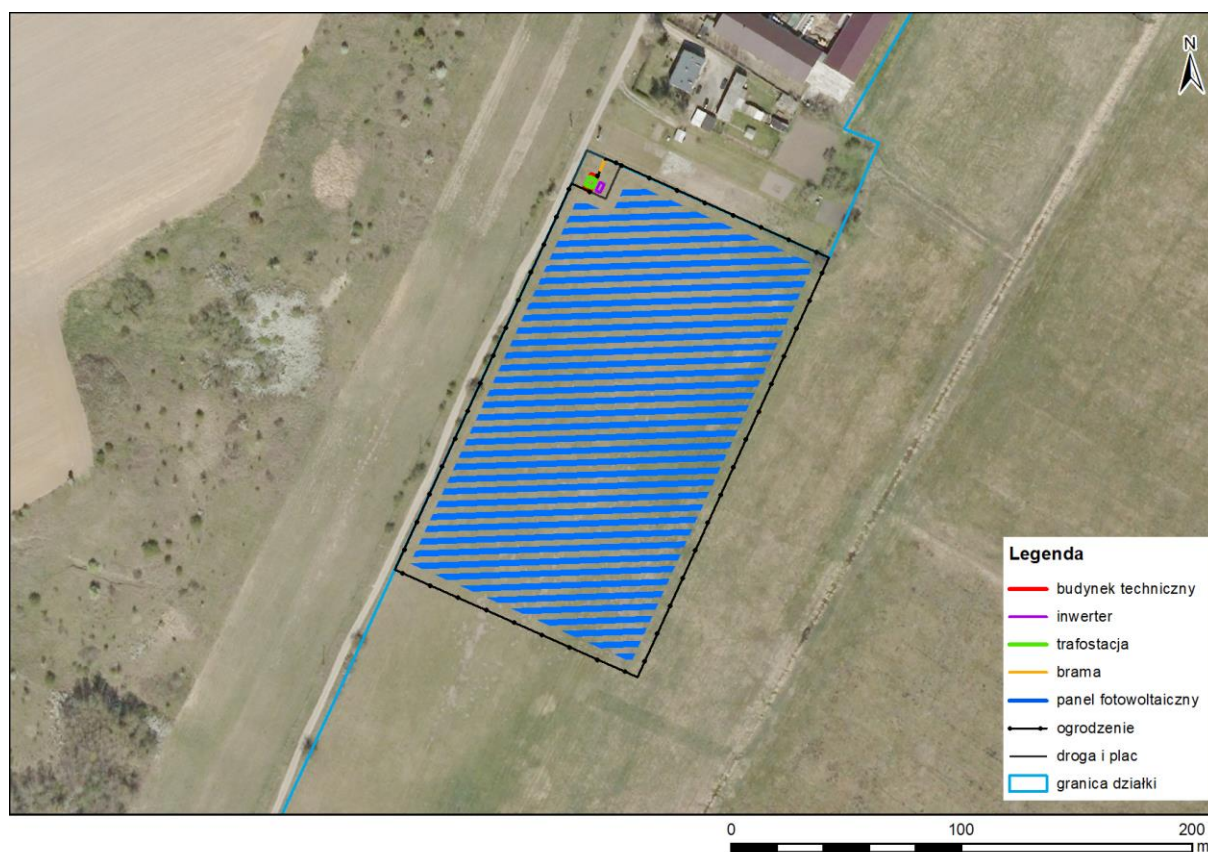 N
Legenda
budynek techniczny
inwerter
trafostacja
brama
panel fotowoltaiczny
ogrodzenie
droga i plac
granica działki
0 100 200
m